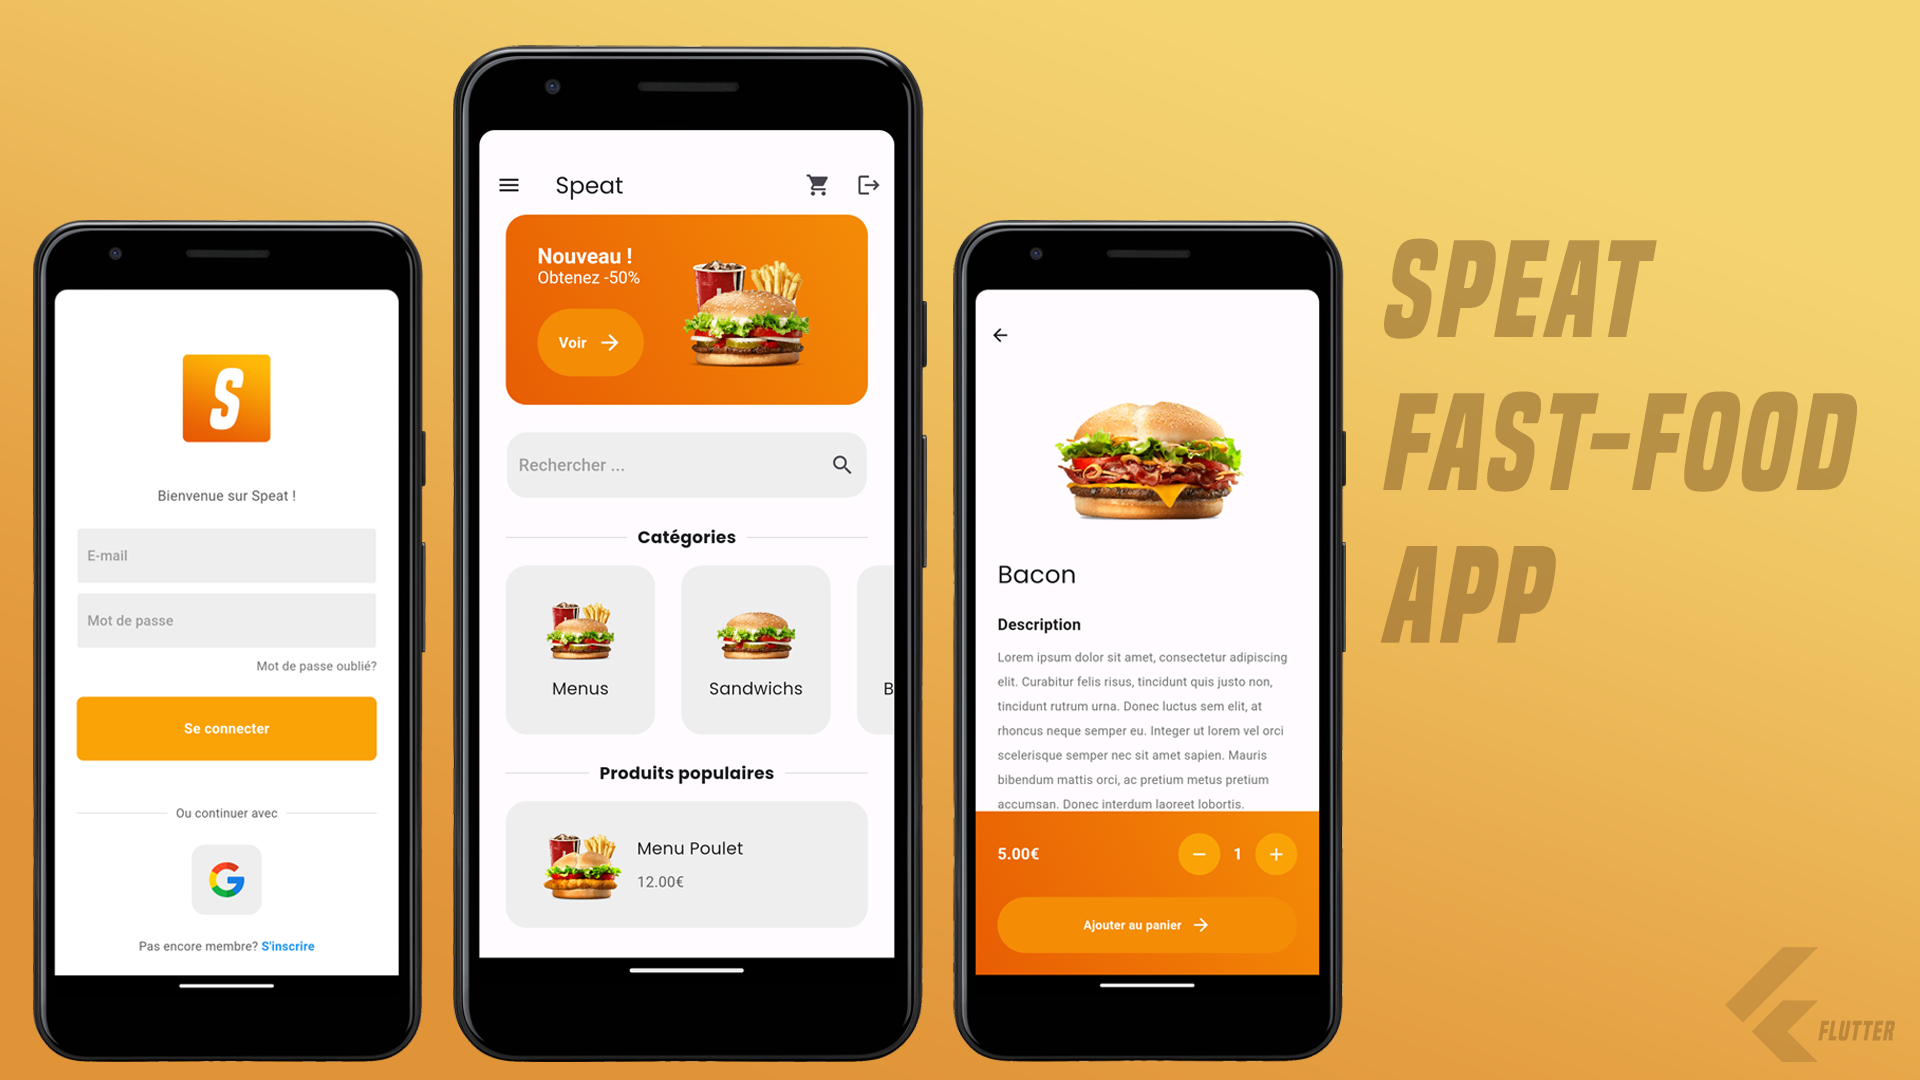 S
Bienvenue sur Speat !
E-mail
Mot de passe
Mot de passe oublié?
Se connecter
Ou continuer avec
G
Pas encore membre? S'inscrire
Speat
Nouveau !
Obtenez -50%
Voir
Rechercher ...
Catégories
Menus
Sandwichs
B
Produits populaires
Menu Poulet
12.00€
Bacon
Description
Lorem ipsum dolor sit amet, consectetur adipiscing
elit. Curabitur felis risus, tincidunt quis justo non,
tincidunt rutrum urna. Donec luctus sem elit, at
rhoncus neque semper eu. Integer ut lorem vel orci
scelerisque semper nec sit amet sapien. Mauris
bibendum mattis orci, ac pretium metus pretium
accumsan. Donec interdum laoreet lobortis.
5.00€
− 1 +
Ajouter au panier
SPEAT
FAST-FOOD
APP
FLUTTER